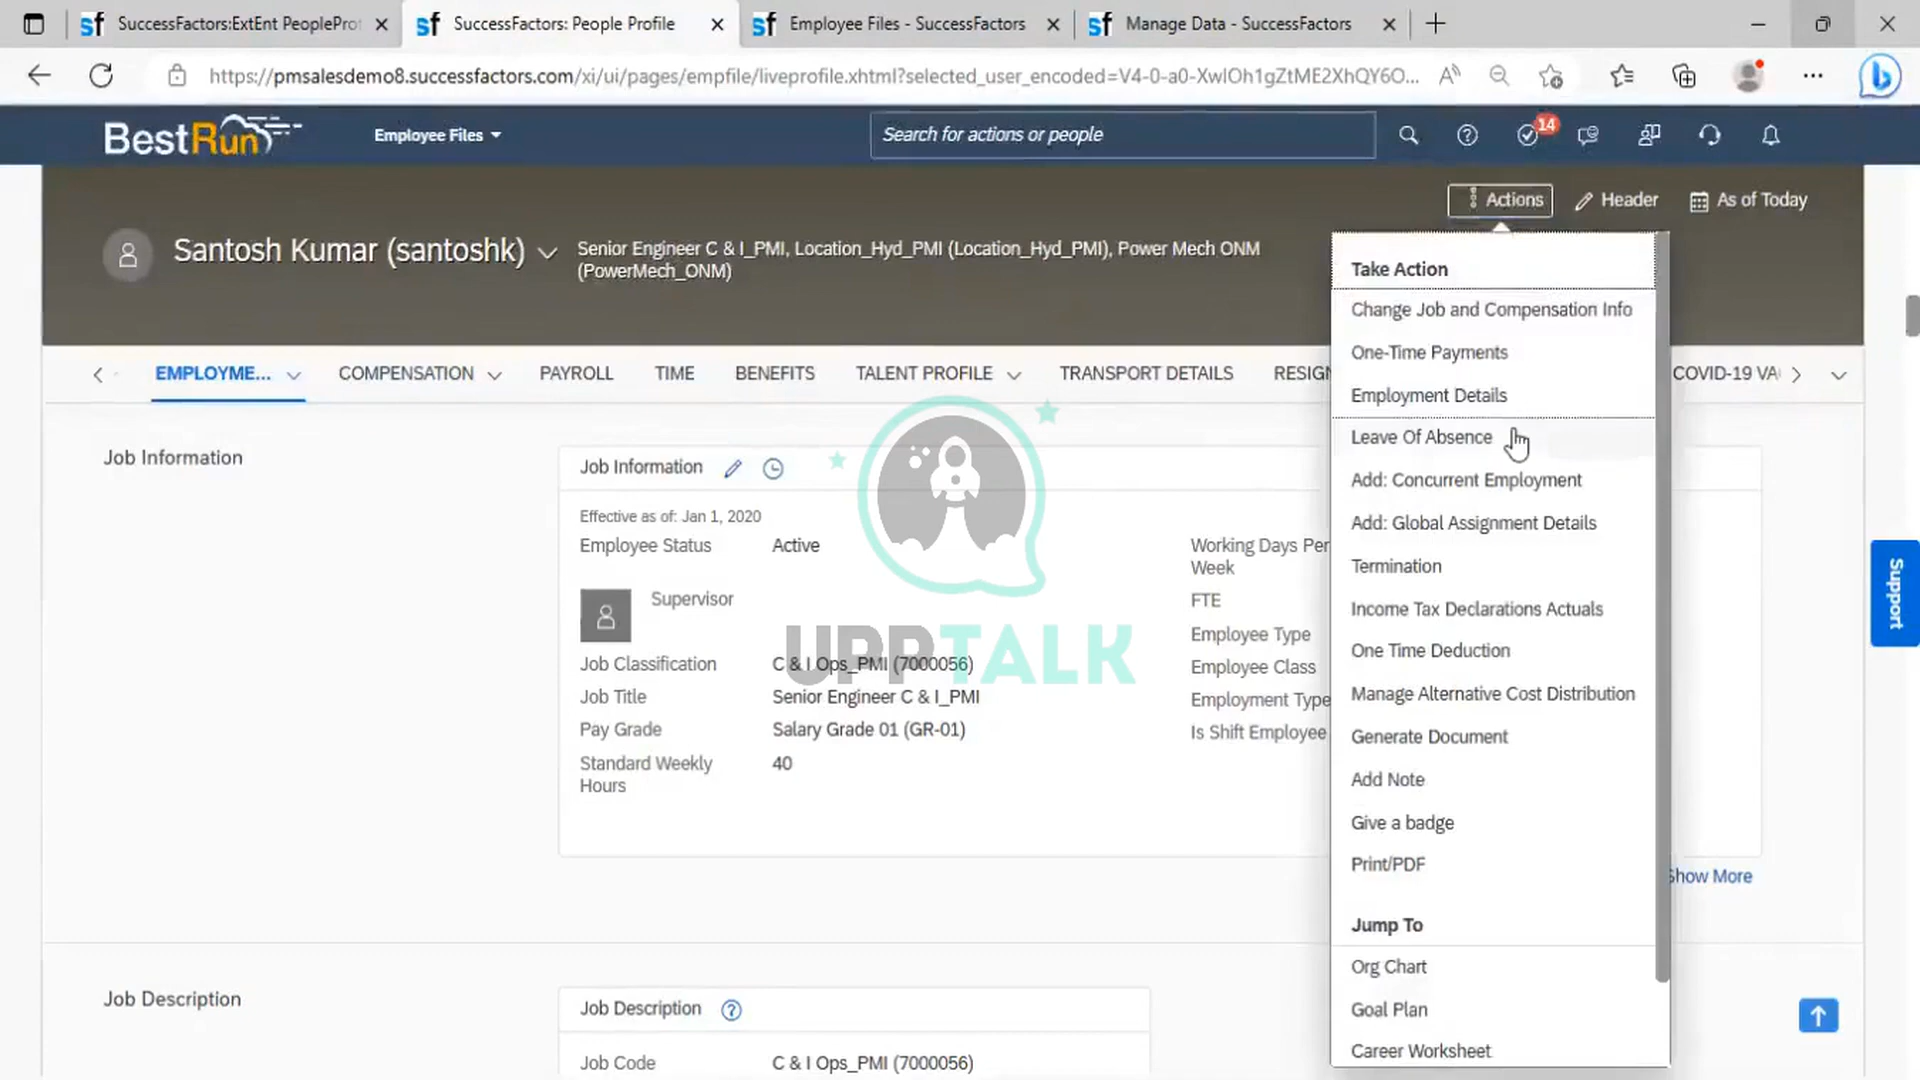 SuccessFactors:ExtEnt PeopleProf
SuccessFactors: People Profile
Employee Files - SuccessFactors
Manage Data - SuccessFactors
https://pmsalesdemo8.successfactors.com/xi/ui/pages/empfile/liveprofile.xhtml?selected_user_encoded=V4-0-a0-XwIOh1gZtME2XhQY6O...
BestRun
Employee Files
Search for actions or people
14
Actions
Header
As of Today
Santosh Kumar (santoshk)
Senior Engineer C & I_PMI, Location_Hyd_PMI (Location_Hyd_PMI), Power Mech ONM
(PowerMech_ONM)
EMPLOYME...
COMPENSATION
PAYROLL
TIME
BENEFITS
TALENT PROFILE
TRANSPORT DETAILS
RESIGN
COVID-19 VA
Take Action
Change Job and Compensation Info
One-Time Payments
Employment Details
Leave Of Absence
Add: Concurrent Employment
Add: Global Assignment Details
Termination
Income Tax Declarations Actuals
One Time Deduction
Manage Alternative Cost Distribution
Generate Document
Add Note
Give a badge
Print/PDF
Jump To
Org Chart
Goal Plan
Career Worksheet
Job Information
Job Information
Effective as of: Jan 1, 2020
Employee Status Active
Supervisor
Job Classification C & I Ops_PMI (7000056)
Job Title Senior Engineer C & I_PMI
Pay Grade Salary Grade 01 (GR-01)
Standard Weekly
Hours
40
Working Days Per
Week
FTE
Employee Type
Employee Class
Employment Type
Is Shift Employee
Show More
UPPTALK
Support
Job Description
Job Description
Job Code C & I Ops_PMI (7000056)